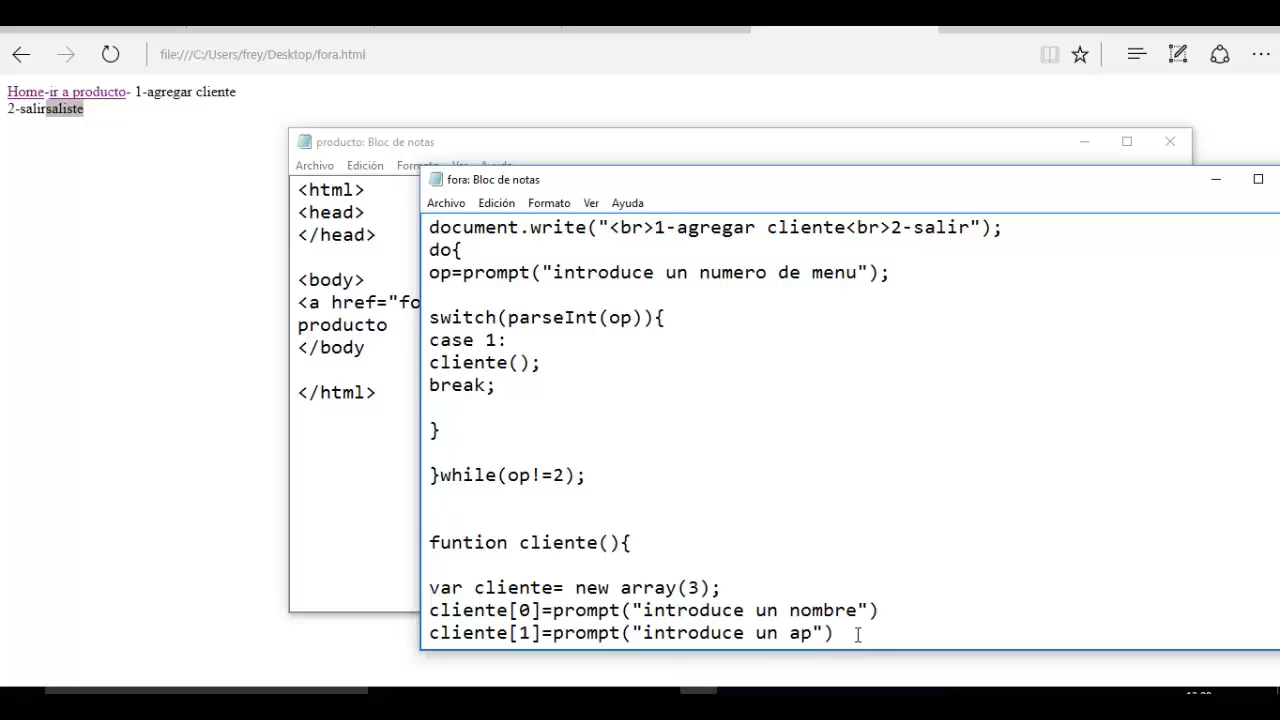 file:///C:/Users/frey/Desktop/fora.html
Home-ir a producto- 1-agregar cliente
2-salirsaliste
producto: Bloc de notas
Archivo Edición Formato Ver Ayuda
<html>
<head>
</head>
<body>
<a href="fo
producto
</body
</html>
fora: Bloc de notas
Archivo Edición Formato Ver Ayuda
document.write("<br>1-agregar cliente<br>2-salir");
do{
op=prompt("introduce un numero de menu");
switch(parseInt(op)){
case 1:
cliente();
break;
}
}while(op!=2);
funtion cliente(){
var cliente= new array(3);
cliente[0]=prompt("introduce un nombre")
cliente[1]=prompt("introduce un ap")